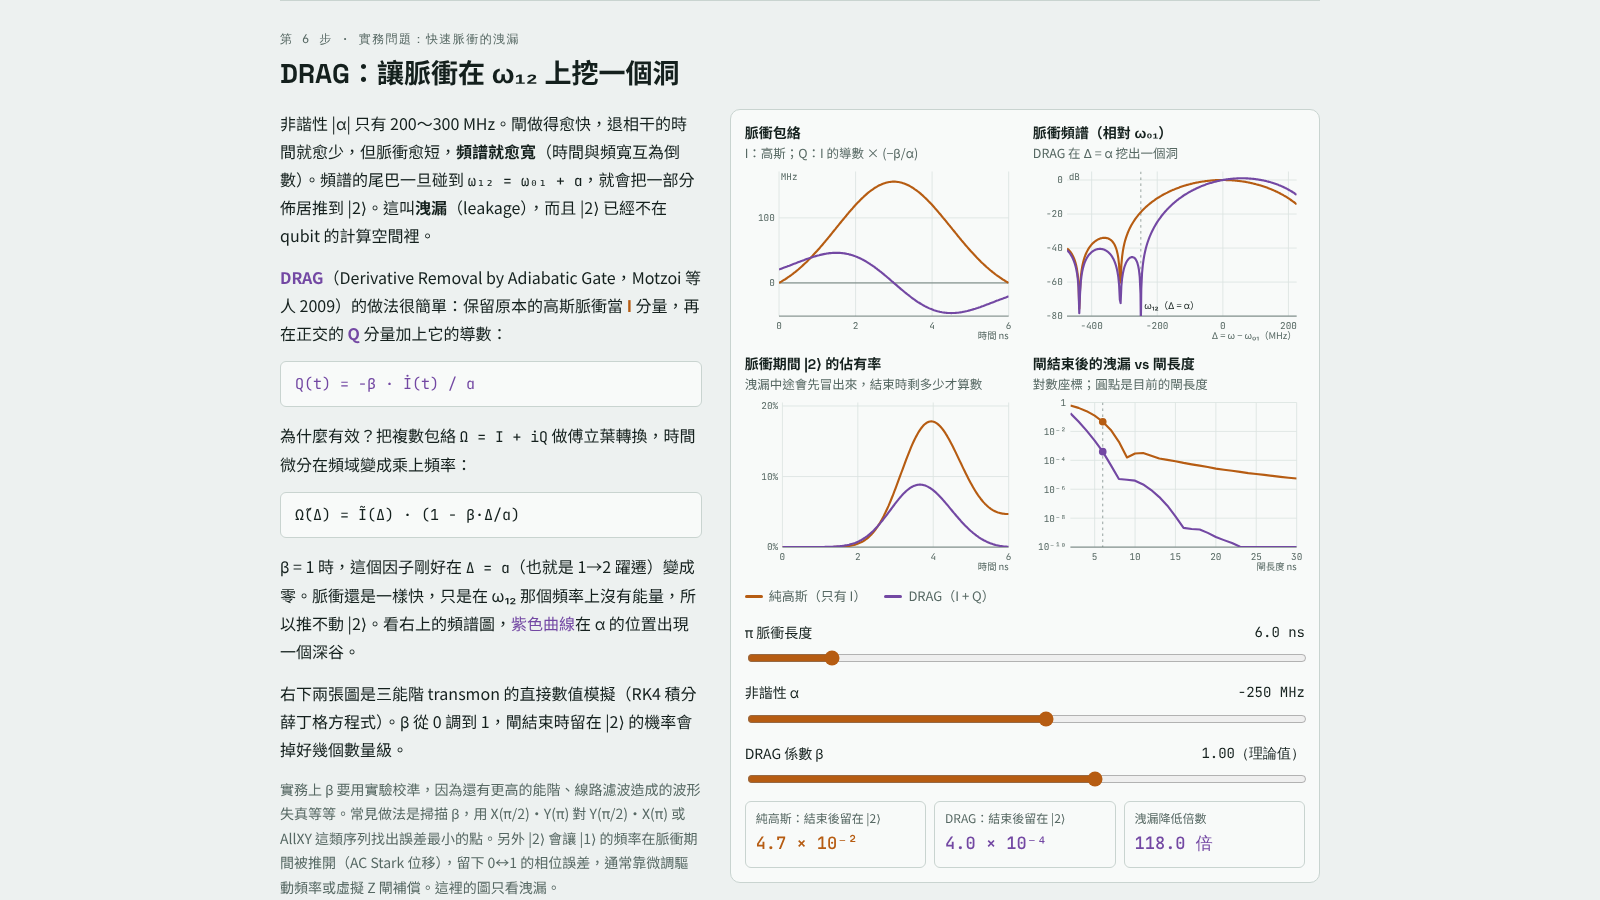 第 6 步 · 實務問題：快速脈衝的洩漏
DRAG：讓脈衝在 ω₁₂ 上挖一個洞
非諧性 |α| 只有 200～300 MHz。閘做得愈快，退相干的時
間就愈少，但脈衝愈短，頻譜就愈寬（時間與頻寬互為倒
數）。頻譜的尾巴一旦碰到 ω₁₂ = ω₀₁ + α，就會把一部分
佈居推到 |2⟩。這叫洩漏（leakage），而且 |2⟩ 已經不在
qubit 的計算空間裡。
DRAG（Derivative Removal by Adiabatic Gate，Motzoi 等
人 2009）的做法很簡單：保留原本的高斯脈衝當 I 分量，再
在正交的 Q 分量加上它的導數：
Q(t) = -β · İ(t) / α
為什麼有效？把複數包絡 Ω = I + iQ 做傅立葉轉換，時間
微分在頻域變成乘上頻率：
Ω̃(Δ) = Ĩ(Δ) · (1 - β·Δ/α)
β = 1 時，這個因子剛好在 Δ = α（也就是 1→2 躍遷）變成
零。脈衝還是一樣快，只是在 ω₁₂ 那個頻率上沒有能量，所
以推不動 |2⟩。看右上的頻譜圖，紫色曲線在 α 的位置出現
一個深谷。
右下兩張圖是三能階 transmon 的直接數值模擬（RK4 積分
薛丁格方程式）。β 從 0 調到 1，閘結束時留在 |2⟩ 的機率會
掉好幾個數量級。
實務上 β 要用實驗校準，因為還有更高的能階、線路濾波造成的波形
失真等等。常見做法是掃描 β，用 X(π/2)・Y(π) 對 Y(π/2)・X(π) 或
AllXY 這類序列找出誤差最小的點。另外 |2⟩ 會讓 |1⟩ 的頻率在脈衝期
間被推開（AC Stark 位移），留下 0↔1 的相位誤差，通常靠微調驅
動頻率或虛擬 Z 閘補償。這裡的圖只看洩漏。
脈衝包絡
I：高斯；Q：I 的導數 × (−β/α)
MHz
100
0
0 2 4 6
時間 ns
脈衝頻譜（相對 ω₀₁）
DRAG 在 Δ = α 挖出一個洞
dB
0
-20
-40
-60
-80
ω₁₂（Δ = α）
-400 -200 0 200
Δ = ω − ω₀₁（MHz）
脈衝期間 |2⟩ 的佔有率
洩漏中途會先冒出來，結束時剩多少才算數
20%
10%
0%
0 2 4 6
時間 ns
閘結束後的洩漏 vs 閘長度
對數座標；圓點是目前的閘長度
1
10⁻²
10⁻⁴
10⁻⁶
10⁻⁸
10⁻¹⁰
5 10 15 20 25 30
閘長度 ns
純高斯（只有 I） DRAG（I + Q）
π 脈衝長度 6.0 ns
非諧性 α -250 MHz
DRAG 係數 β 1.00（理論值）
純高斯：結束後留在 |2⟩
4.7 × 10⁻²
DRAG：結束後留在 |2⟩
4.0 × 10⁻⁴
洩漏降低倍數
118.0 倍